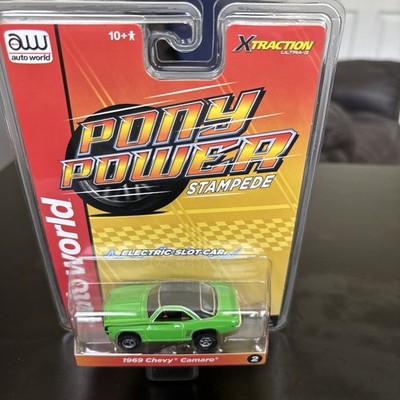 aw
auto world
10+
XTRACTION
ULTRA-G
PONY
POWER
STAMPEDE
auto world
ELECTRIC SLOT CAR
1969 Chevy® Camaro®
2